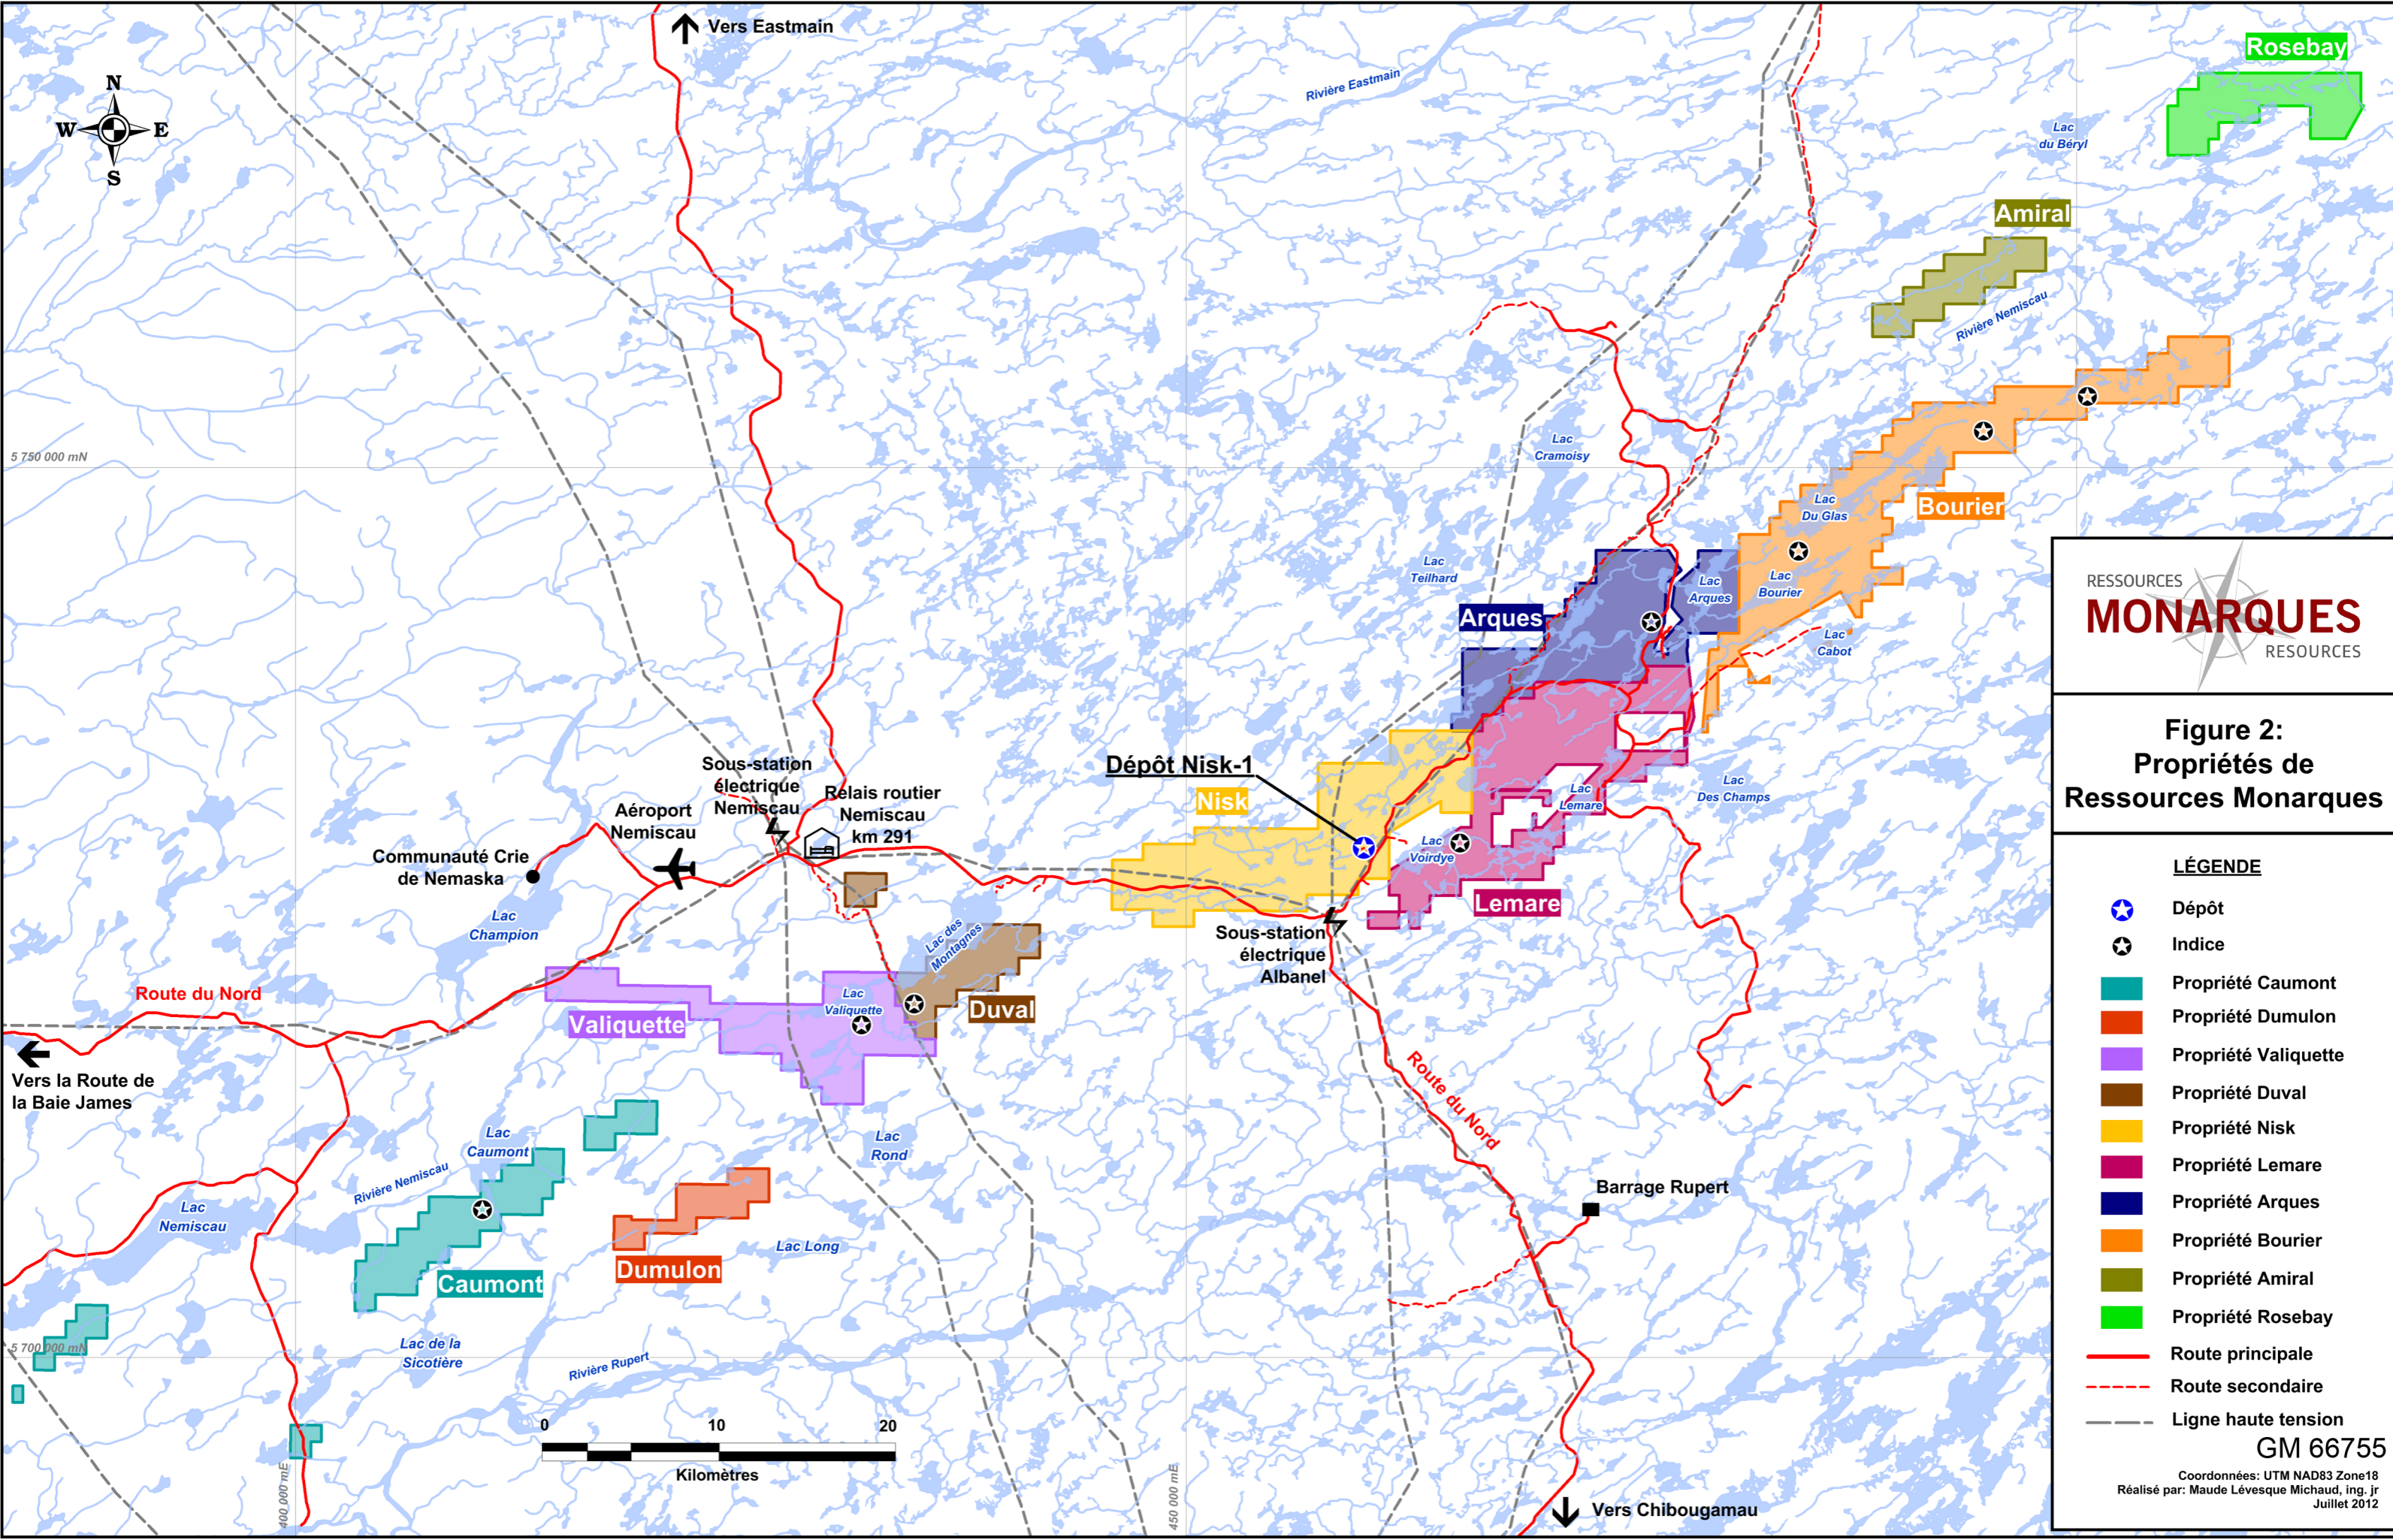 Vers Eastmain
N
W
E
S
Rivière Eastmain
Rosebay
Lac
du Béryl
Amiral
Rivière Nemiscau
5 750 000 mN
Lac
Cramoisy
Lac
Du Glas
Bourier
Lac
Teilhard
Lac
Arques
Lac
Bourier
Arques
Lac
Cabot
Dépôt Nisk-1
Nisk
Sous-station
électrique
Nemiscau
Relais routier
Nemiscau
km 291
Aéroport
Nemiscau
Communauté Crie
de Nemaska
Lac
Champion
Lac
Des Champs
Lac
Lemare
Lac
Voirdye
Lemare
Sous-station
électrique
Albanel
Lac des
Montagnes
Route du Nord
Lac
Valiquette
Valiquette
Duval
Vers la Route de
la Baie James
Route du Nord
Lac
Caumont
Lac
Rond
Rivière Nemiscau
Lac
Nemiscau
Barrage Rupert
Lac Long
Dumulon
Caumont
5 700 000 mN
Lac de la
Sicotière
Rivière Rupert
0 10 20
Kilomètres
400 000 mE
450 000 mE
Vers Chibougamau
RESSOURCES
MONARQUES
RESOURCES
Figure 2:
Propriétés de
Ressources Monarques
LÉGENDE
Dépôt
Indice
Propriété Caumont
Propriété Dumulon
Propriété Valiquette
Propriété Duval
Propriété Nisk
Propriété Lemare
Propriété Arques
Propriété Bourier
Propriété Amiral
Propriété Rosebay
Route principale
Route secondaire
Ligne haute tension
GM 66755
Coordonnées: UTM NAD83 Zone18
Réalisé par: Maude Lévesque Michaud, ing. jr
Juillet 2012